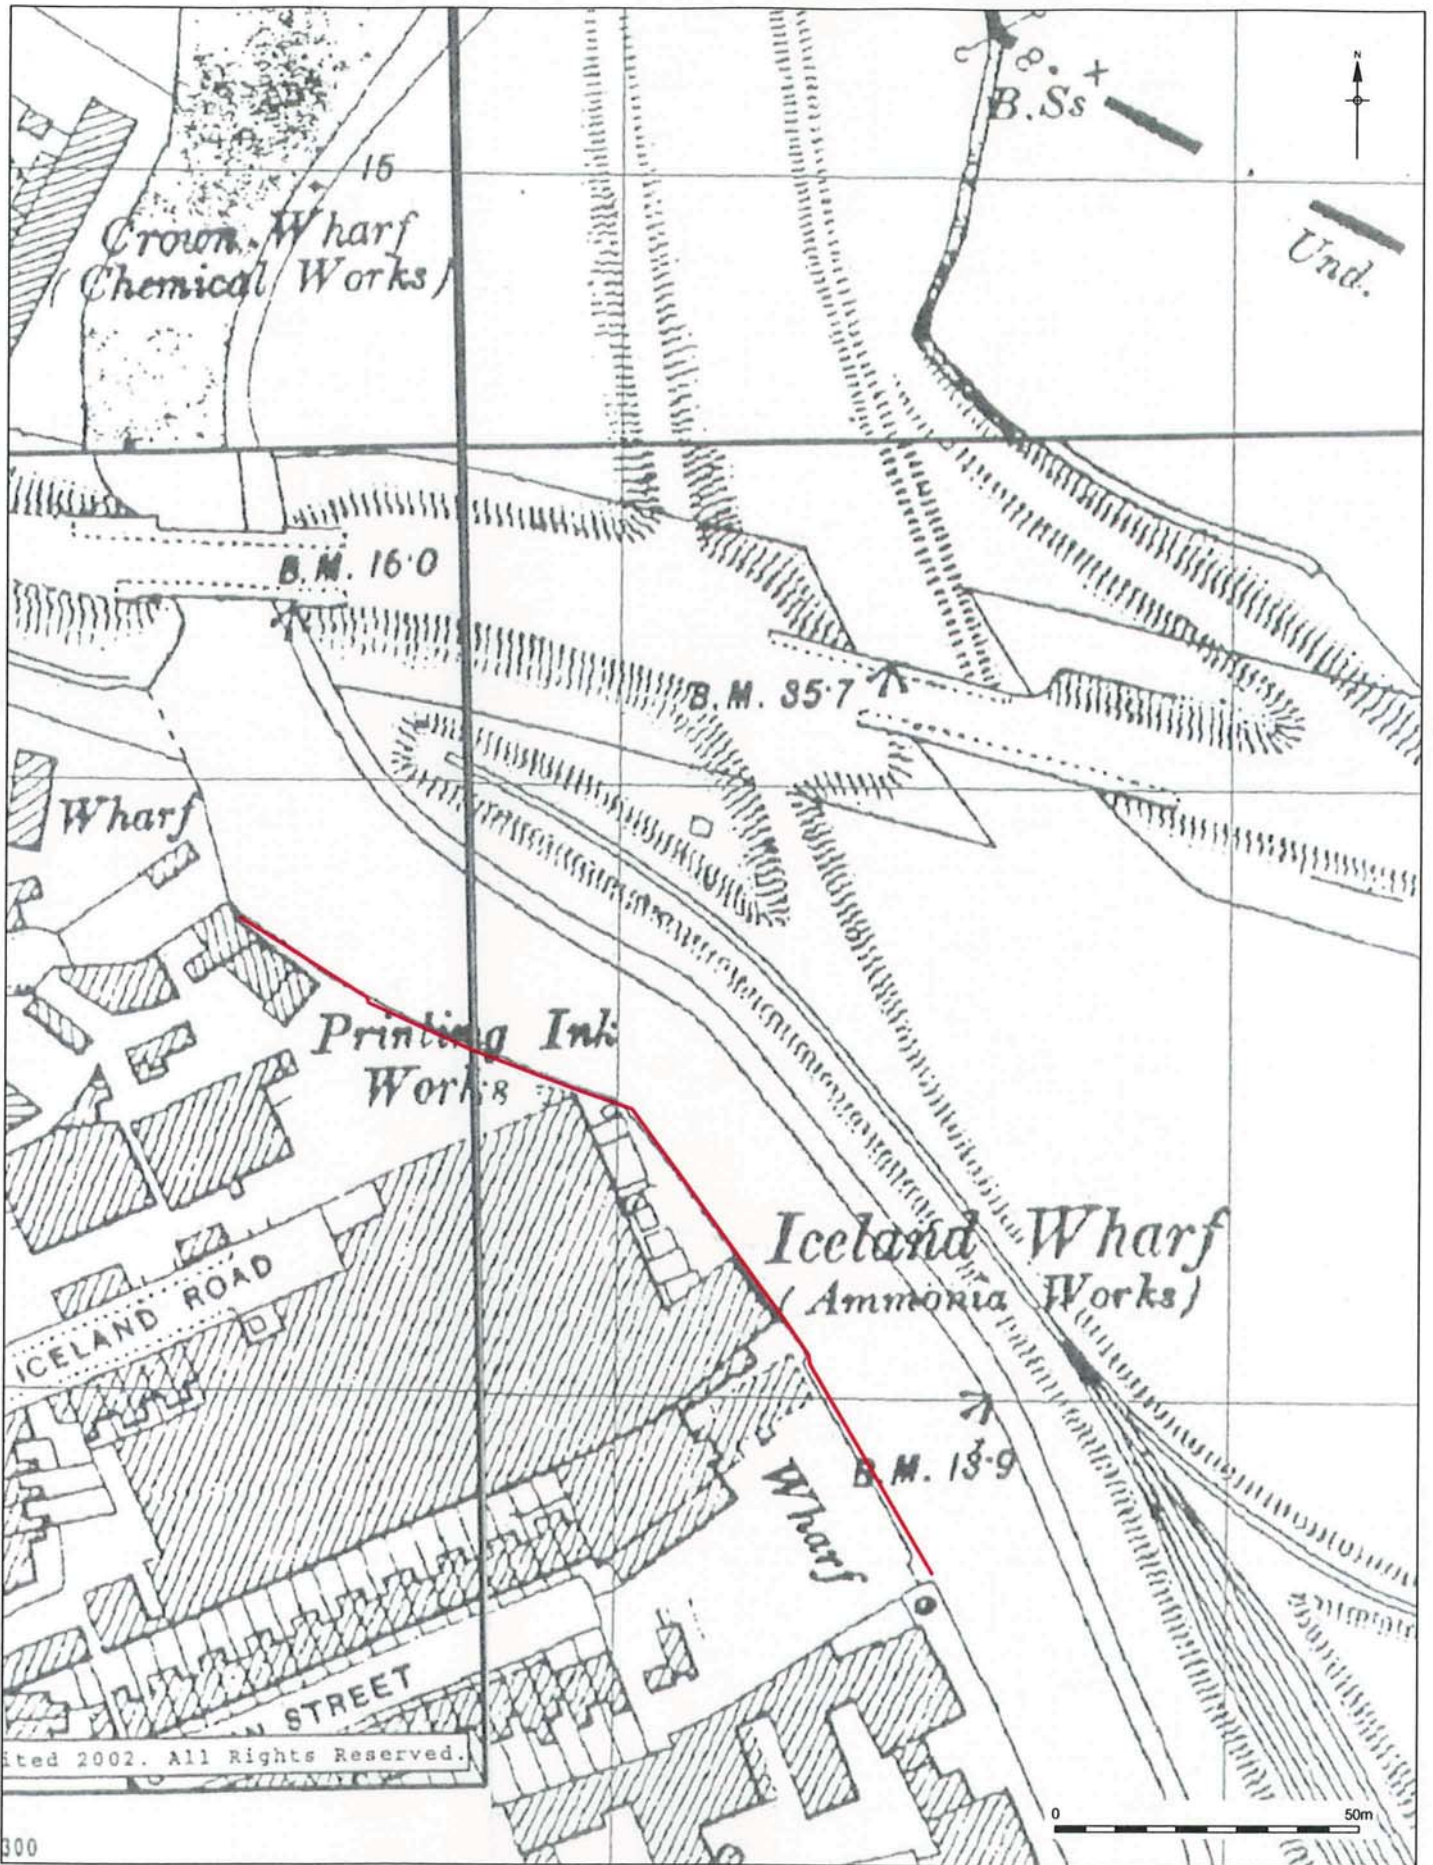 N
B.Ss
15
Crown Wharf
(Chemical Works)
Und.
B.M. 16·0
B.M. 35·7
Wharf
Printing Ink
Works
Iceland Wharf
(Ammonia Works)
ICELAND ROAD
B.M. 13·9
Wharf
STREET
ited 2002. All Rights Reserved.
0 50m
300